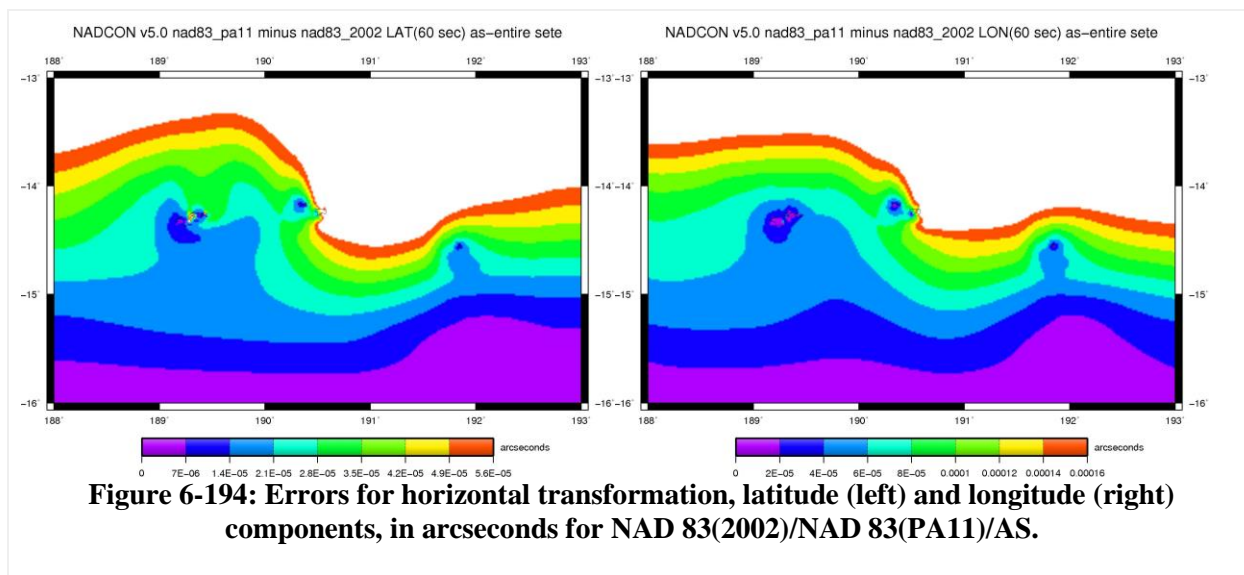 NADCON v5.0 nad83_pa11 minus nad83_2002 LAT(60 sec) as-entire sete
188° 189° 190° 191° 192° 193°
-13°
-14°
-15°
-16°
-13°
-14°
-15°
-16°
188° 189° 190° 191° 192° 193°
arcseconds
0 7E-06 1.4E-05 2.1E-05 2.8E-05 3.5E-05 4.2E-05 4.9E-05 5.6E-05
NADCON v5.0 nad83_pa11 minus nad83_2002 LON(60 sec) as-entire sete
188° 189° 190° 191° 192° 193°
-13°
-14°
-15°
-16°
-13°
-14°
-15°
-16°
188° 189° 190° 191° 192° 193°
arcseconds
0 2E-05 4E-05 6E-05 8E-05 0.0001 0.00012 0.00014 0.00016
Figure 6-194: Errors for horizontal transformation, latitude (left) and longitude (right)
components, in arcseconds for NAD 83(2002)/NAD 83(PA11)/AS.